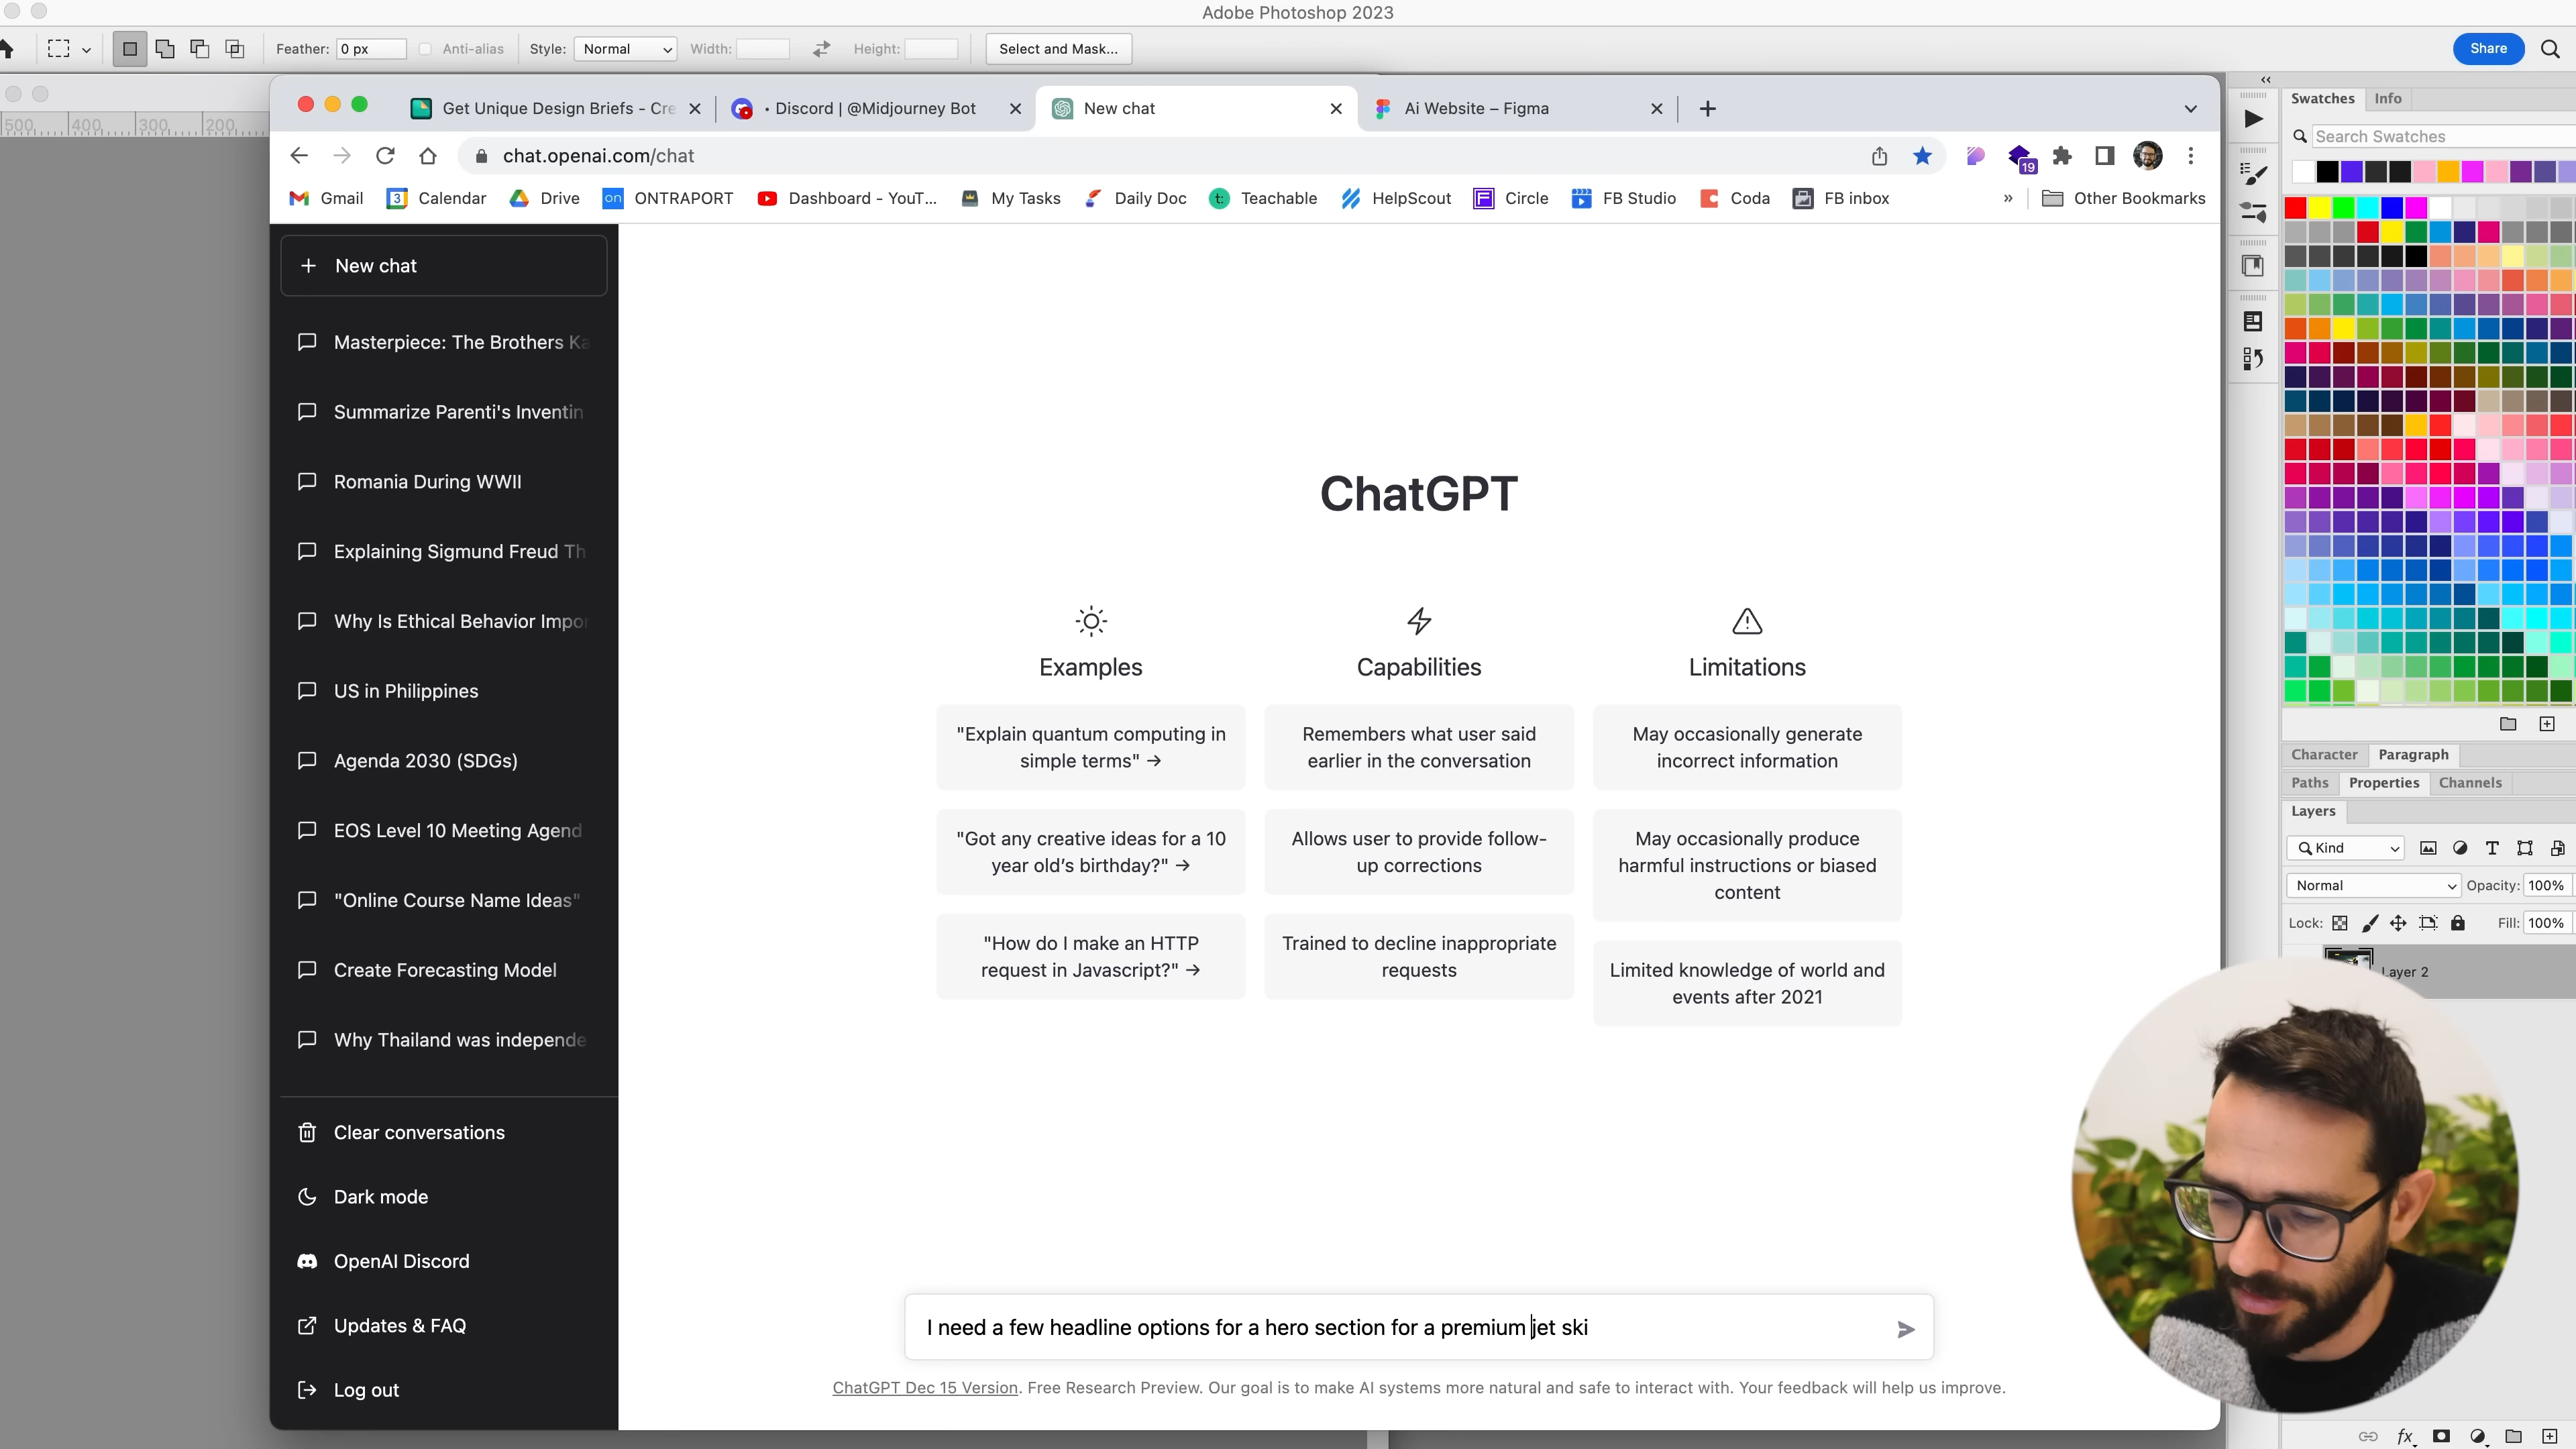 Adobe Photoshop 2023
Feather: 0 px Anti-alias Style: Normal Width: Height: Select and Mask... Share
500 400 300 200
Get Unique Design Briefs - Cre
• Discord | @Midjourney Bot
New chat
Ai Website – Figma
chat.openai.com/chat
19
Gmail
3 Calendar
Drive
on ONTRAPORT
Dashboard - YouT...
My Tasks
Daily Doc
t: Teachable
HelpScout
Circle
FB Studio
Coda
FB inbox
»
Other Bookmarks
New chat
Masterpiece: The Brothers Ka
Summarize Parenti's Inventin
Romania During WWII
Explaining Sigmund Freud Th
Why Is Ethical Behavior Impor
US in Philippines
Agenda 2030 (SDGs)
EOS Level 10 Meeting Agend
"Online Course Name Ideas"
Create Forecasting Model
Why Thailand was independe
Clear conversations
Dark mode
OpenAI Discord
Updates & FAQ
Log out
ChatGPT
Examples
"Explain quantum computing in
simple terms" →
"Got any creative ideas for a 10
year old’s birthday?" →
"How do I make an HTTP
request in Javascript?" →
Capabilities
Remembers what user said
earlier in the conversation
Allows user to provide follow-
up corrections
Trained to decline inappropriate
requests
Limitations
May occasionally generate
incorrect information
May occasionally produce
harmful instructions or biased
content
Limited knowledge of world and
events after 2021
I need a few headline options for a hero section for a premium jet ski
ChatGPT Dec 15 Version. Free Research Preview. Our goal is to make AI systems more natural and safe to interact with. Your feedback will help us improve.
Swatches Info
Search Swatches
Character Paragraph
Paths Properties Channels
Layers
Kind
Normal Opacity: 100%
Lock: Fill: 100%
Layer 2
fx